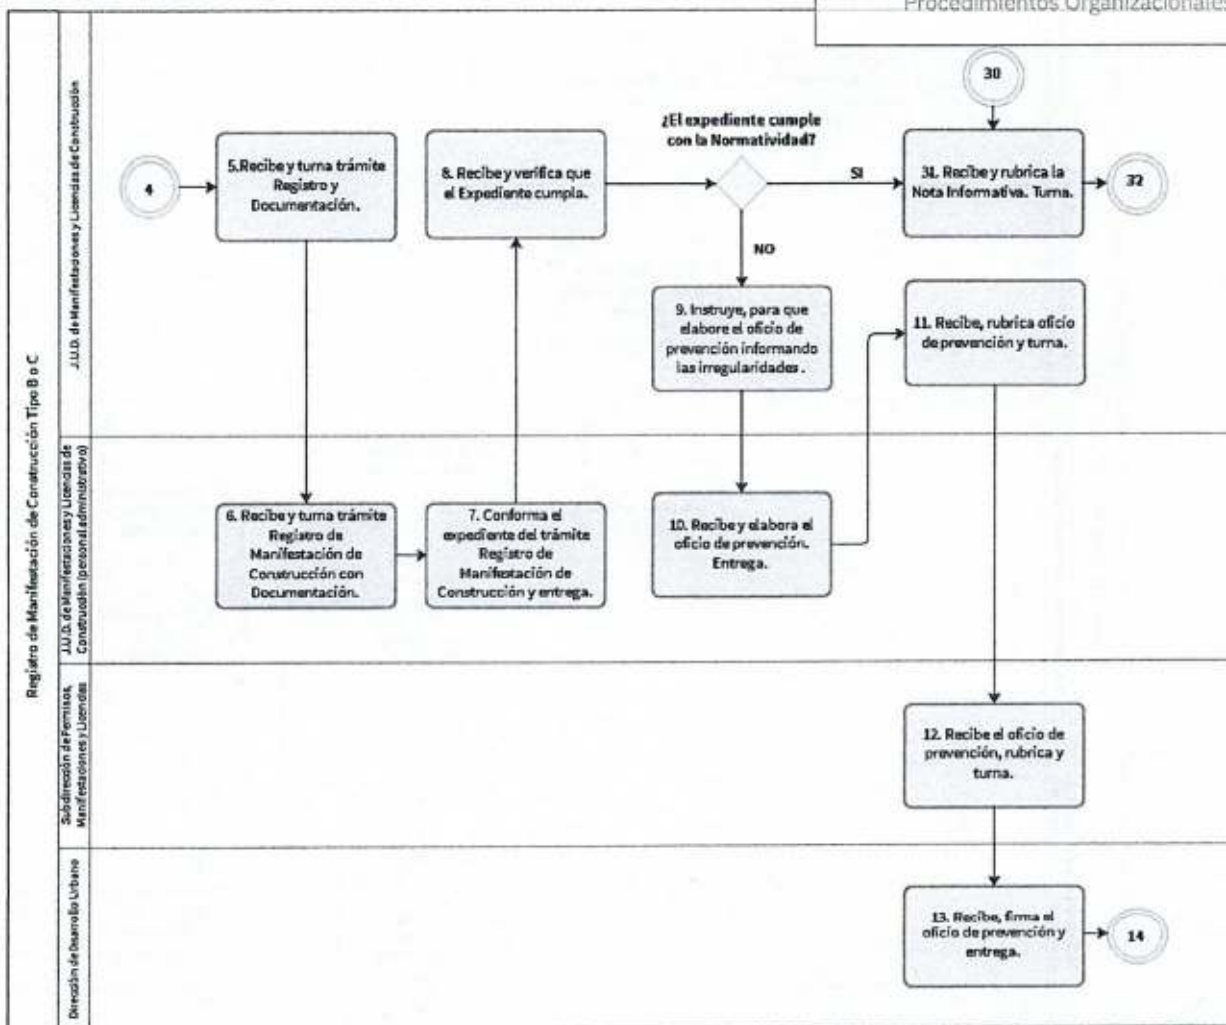 Procedimientos Organizacionales
Registro de Manifestación de Construcción Tipo B o C
J.U.D. de Manifestaciones y Licencias de Construcción
4
5.Recibe y turna trámite
Registro y
Documentación.
8. Recibe y verifica que
el Expediente cumpla.
¿El expediente cumple
con la Normatividad?
SI
NO
30
31. Recibe y rubrica la
Nota Informativa. Turna.
32
9. Instruye, para que
elabore el oficio de
prevención informando
las irregularidades .
11. Recibe, rubrica oficio
de prevención y turna.
J.U.D. de Manifestaciones y Licencias de
Construcción (personal administrativo)
6. Recibe y turna trámite
Registro de
Manifestación de
Construcción con
Documentación.
7. Conforma el
expediente del trámite
Registro de
Manifestación de
Construcción y entrega.
10. Recibe y elabora el
oficio de prevención.
Entrega.
Subdirección de Permisos,
Manifestaciones y Licencias
12. Recibe el oficio de
prevención, rubrica y
turna.
Dirección de Desarrollo Urbano
13. Recibe, firma el
oficio de prevención y
entrega.
14